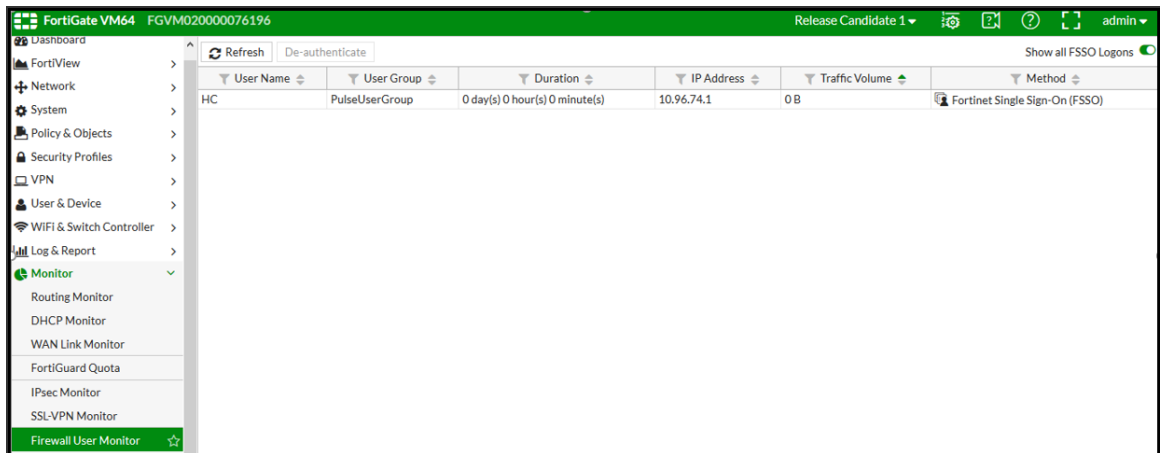 FortiGate VM64 FGVM020000076196 Release Candidate 1 admin
Dashboard
FortiView
Network
System
Policy & Objects
Security Profiles
VPN
User & Device
WiFi & Switch Controller
Log & Report
Monitor
Routing Monitor
DHCP Monitor
WAN Link Monitor
FortiGuard Quota
IPsec Monitor
SSL-VPN Monitor
Firewall User Monitor
Refresh De-authenticate Show all FSSO Logons
User Name User Group Duration IP Address Traffic Volume Method
HC PulseUserGroup 0 day(s) 0 hour(s) 0 minute(s) 10.96.74.1 0 B Fortinet Single Sign-On (FSSO)